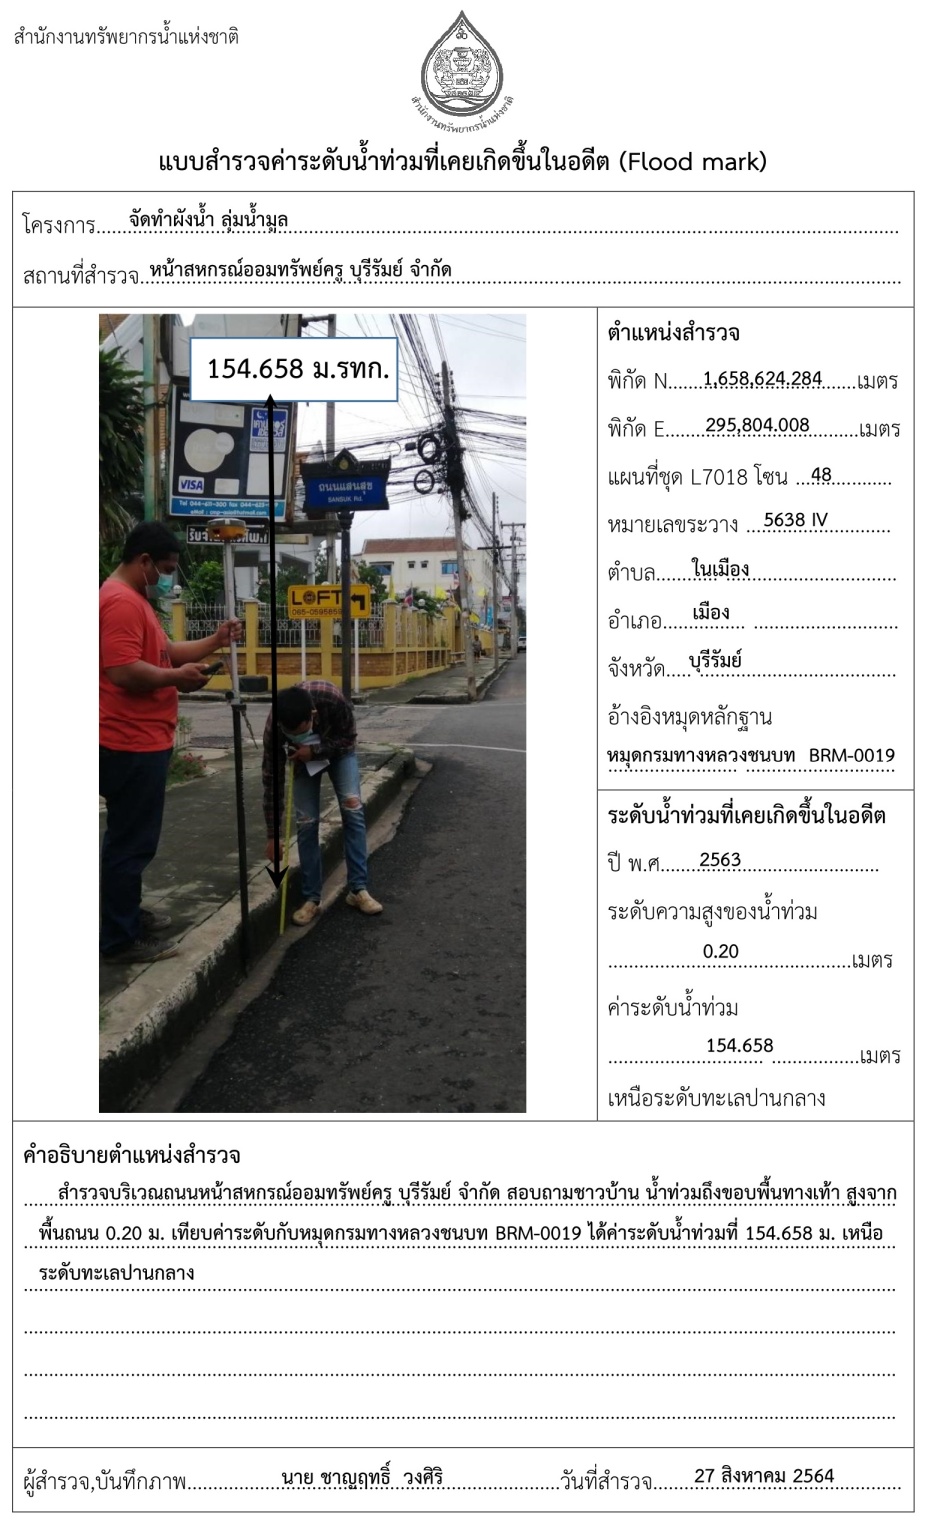 สำนักงานทรัพยากรน้ำแห่งชาติ
สำนักงานทรัพยากรน้ำแห่งชาติ
แบบสำรวจค่าระดับน้ำท่วมที่เคยเกิดขึ้นในอดีต (Flood mark)
โครงการ จัดทำผังน้ำ ลุ่มน้ำมูล
สถานที่สำรวจ หน้าสหกรณ์ออมทรัพย์ครู บุรีรัมย์ จำกัด
154.658 ม.รทก.
VISA
ถนนแสนสุข
SANSUK Rd.
LOFT
ตำแหน่งสำรวจ
พิกัด N 1,658,624.284 เมตร
พิกัด E 295,804.008 เมตร
แผนที่ชุด L7018 โซน 48
หมายเลขระวาง 5638 IV
ตำบล ในเมือง
อำเภอ เมือง
จังหวัด บุรีรัมย์
อ้างอิงหมุดหลักฐาน
หมุดกรมทางหลวงชนบท BRM-0019
ระดับน้ำท่วมที่เคยเกิดขึ้นในอดีต
ปี พ.ศ. 2563
ระดับความสูงของน้ำท่วม
0.20 เมตร
ค่าระดับน้ำท่วม
154.658 เมตร
เหนือระดับทะเลปานกลาง
คำอธิบายตำแหน่งสำรวจ
สำรวจบริเวณถนนหน้าสหกรณ์ออมทรัพย์ครู บุรีรัมย์ จำกัด สอบถามชาวบ้าน น้ำท่วมถึงขอบพื้นทางเท้า สูงจาก
พื้นถนน 0.20 ม. เทียบค่าระดับกับหมุดกรมทางหลวงชนบท BRM-0019 ได้ค่าระดับน้ำท่วมที่ 154.658 ม. เหนือ
ระดับทะเลปานกลาง
ผู้สำรวจ,บันทึกภาพ นาย ชาญฤทธิ์ วงศิริ วันที่สำรวจ 27 สิงหาคม 2564